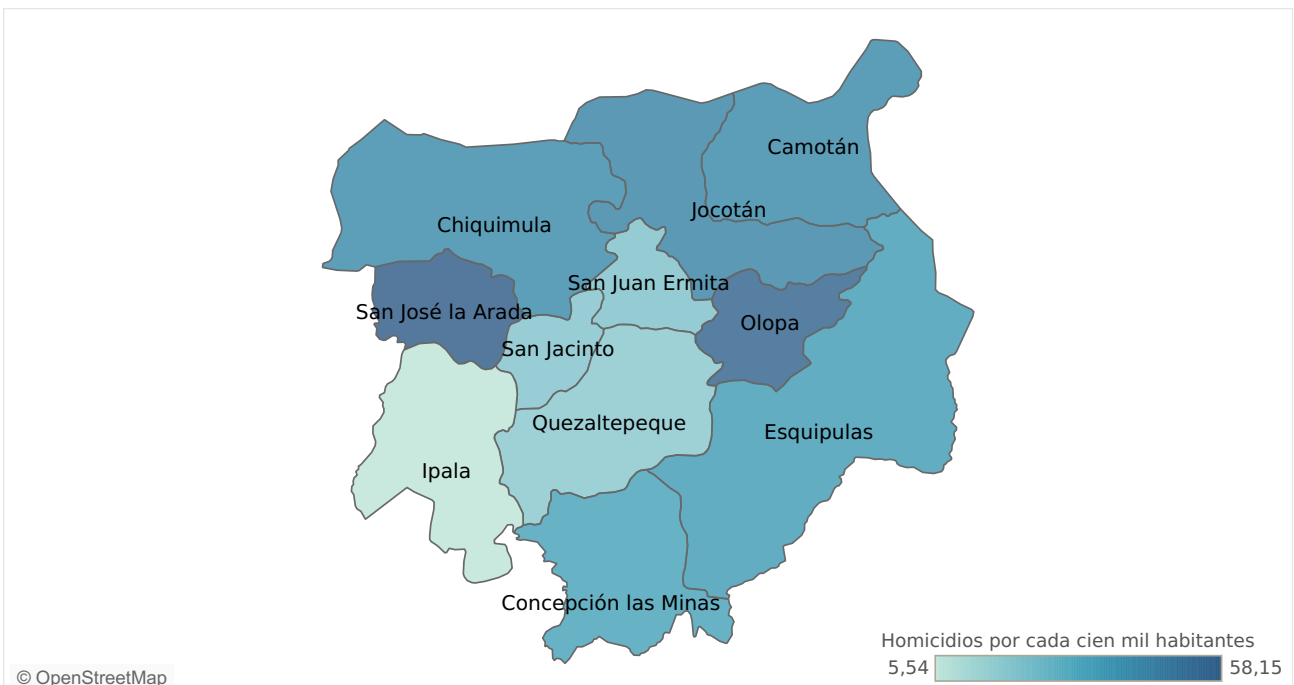 Camotán
Jocotán
Chiquimula
San Juan Ermita
San José la Arada
Olopa
San Jacinto
Quezaltepeque
Esquipulas
Ipala
Concepción las Minas
Homicidios por cada cien mil habitantes
5,54 58,15
© OpenStreetMap